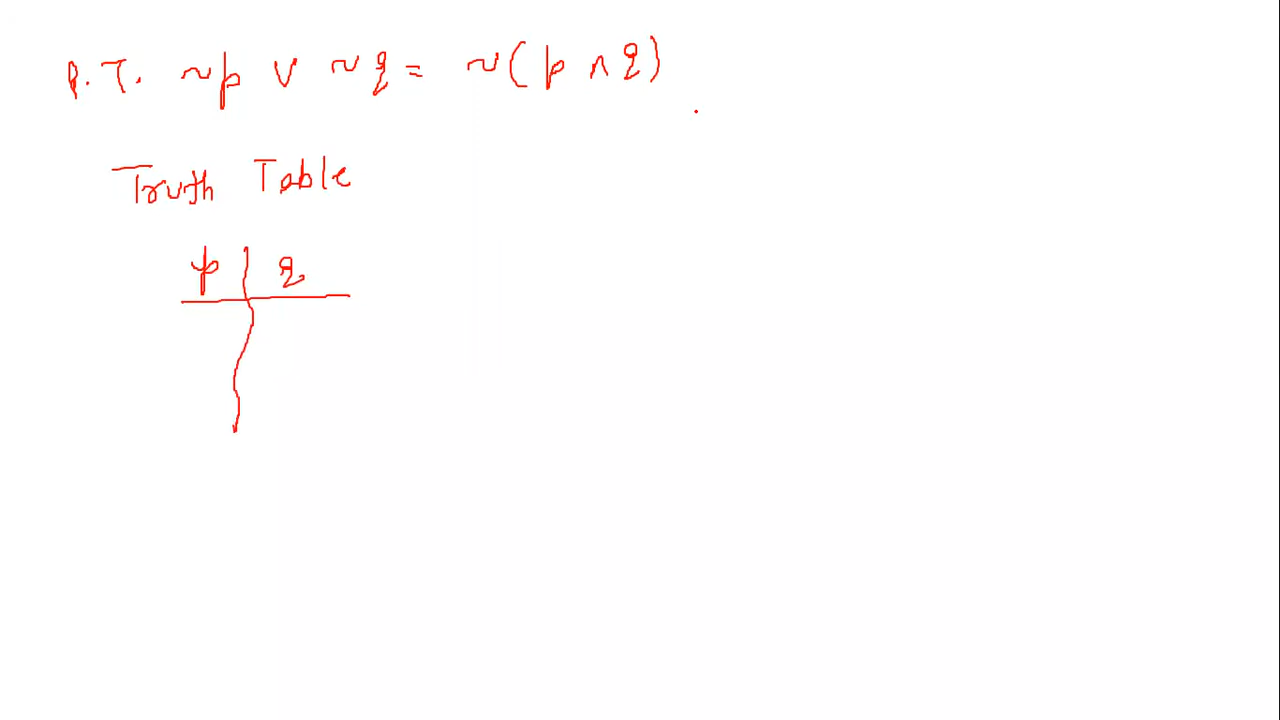 P.T. ~p ∨ ~q = ~(p ∧ q)
Truth Table
p | q